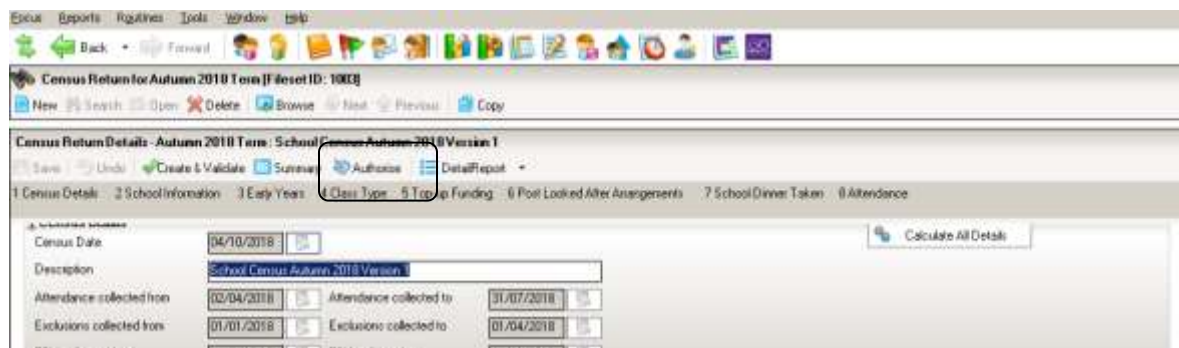 Focus Reports Routines Tools Window Help
Back Forward
Census Return for Autumn 2018 Term [Fileset ID: 1003]
New Search Open Delete Browse Next Previous Copy
Census Return Details - Autumn 2018 Term : School Census Autumn 2018 Version 1
Save Undo Create & Validate Summary Authorise Detail Report
1 Census Details 2 School Information 3 Early Years 4 Class Type 5 Top-up Funding 6 Post Looked After Arrangements 7 School Dinner Taken 8 Attendance
Census Details
Census Date 04/10/2018 Calculate All Details
Description School Census Autumn 2018 Version 1
Attendance collected from 02/04/2018 Attendance collected to 31/07/2018
Exclusions collected from 01/01/2018 Exclusions collected to 01/04/2018